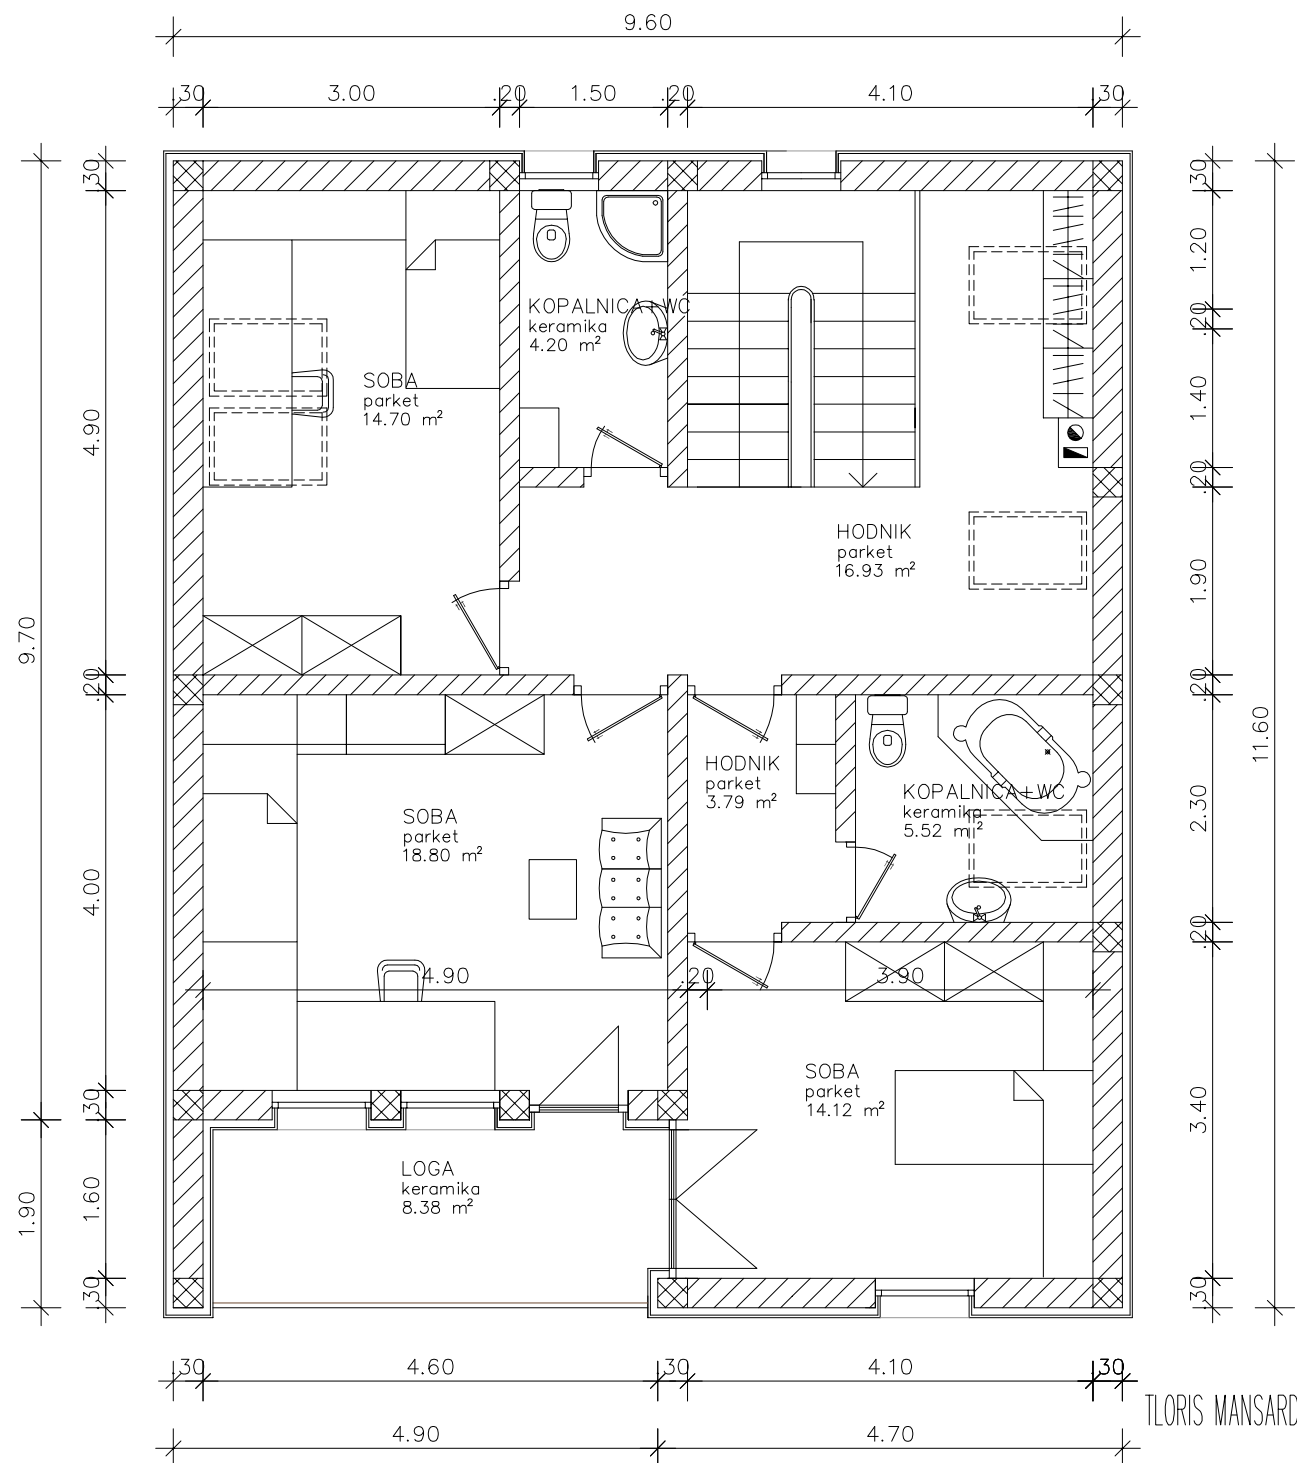 9.60
.30 3.00 .20 1.50 .20 4.10 .30
.30
4.90
.20
4.00
.30
1.60
.30
9.70
1.90
KOPALNICA+WC
keramika
4.20 m²
SOBA
parket
14.70 m²
HODNIK
parket
16.93 m²
HODNIK
parket
3.79 m²
KOPALNICA+WC
keramika
5.52 m²
SOBA
parket
18.80 m²
4.90 .20 3.90
SOBA
parket
14.12 m²
LOGA
keramika
8.38 m²
.30
1.20
.20
1.40
.20
1.90
.20
2.30
.20
3.40
.30
11.60
.30 4.60 .30 4.10 .30
4.90 4.70
TLORIS MANSARD